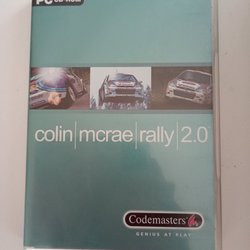 PC CD-ROM
colin|mcrae|rally|2.0
Codemasters
GENIUS AT PLAY